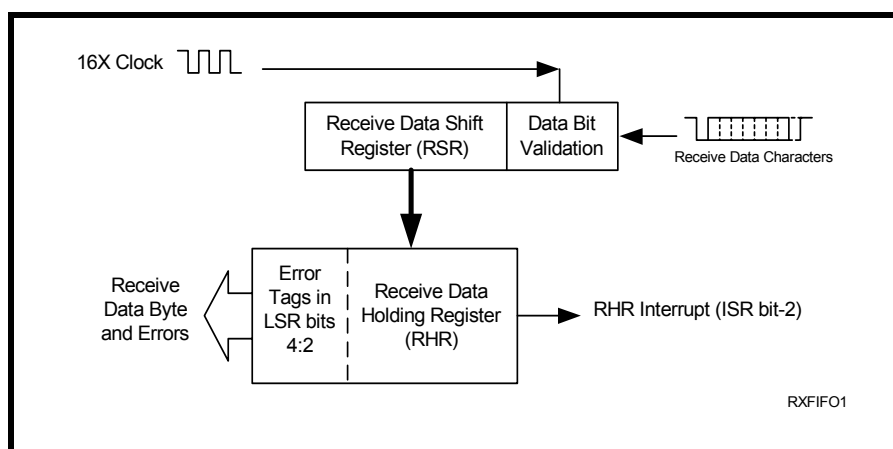 16X Clock
Receive Data Shift
Register (RSR)
Data Bit
Validation
Receive Data Characters
Receive
Data Byte
and Errors
Error
Tags in
LSR bits
4:2
Receive Data
Holding Register
(RHR)
RHR Interrupt (ISR bit-2)
RXFIFO1